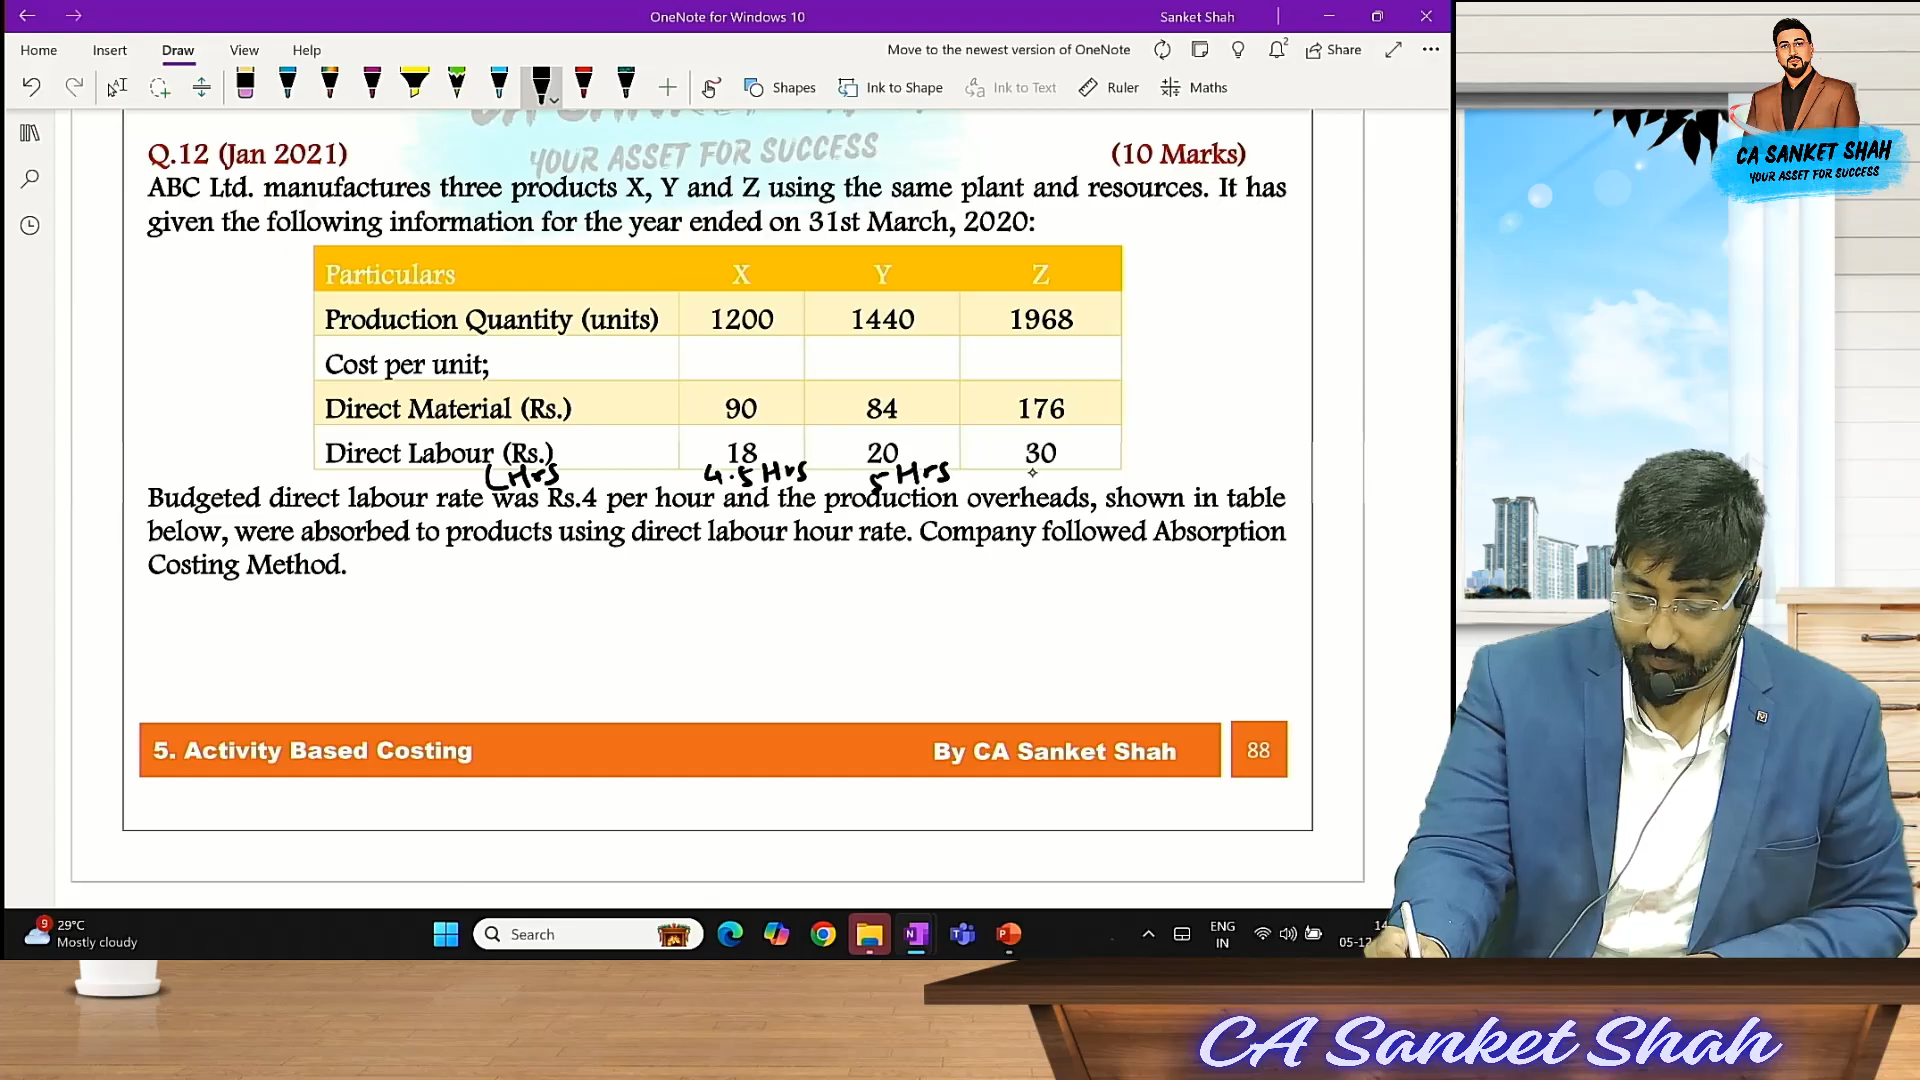 OneNote for Windows 10
Sanket Shah
Home Insert Draw View Help
Move to the newest version of OneNote
2
Share
Shapes Ink to Shape Ink to Text Ruler Maths
YOUR ASSET FOR SUCCESS
Q.12 (Jan 2021) (10 Marks)
ABC Ltd. manufactures three products X, Y and Z using the same plant and resources. It has
given the following information for the year ended on 31st March, 2020:
Particulars X Y Z
Production Quantity (units) 1200 1440 1968
Cost per unit;
Direct Material (Rs.) 90 84 176
Direct Labour (Rs.) 18 20 30
Hrs 4.5 Hrs 5 Hrs
Budgeted direct labour rate was Rs.4 per hour and the production overheads, shown in table
below, were absorbed to products using direct labour hour rate. Company followed Absorption
Costing Method.
5. Activity Based Costing By CA Sanket Shah 88
CA SANKET SHAH
YOUR ASSET FOR SUCCESS
9
29°C
Mostly cloudy
Search
ENG
IN
14
05-12
CA Sanket Shah